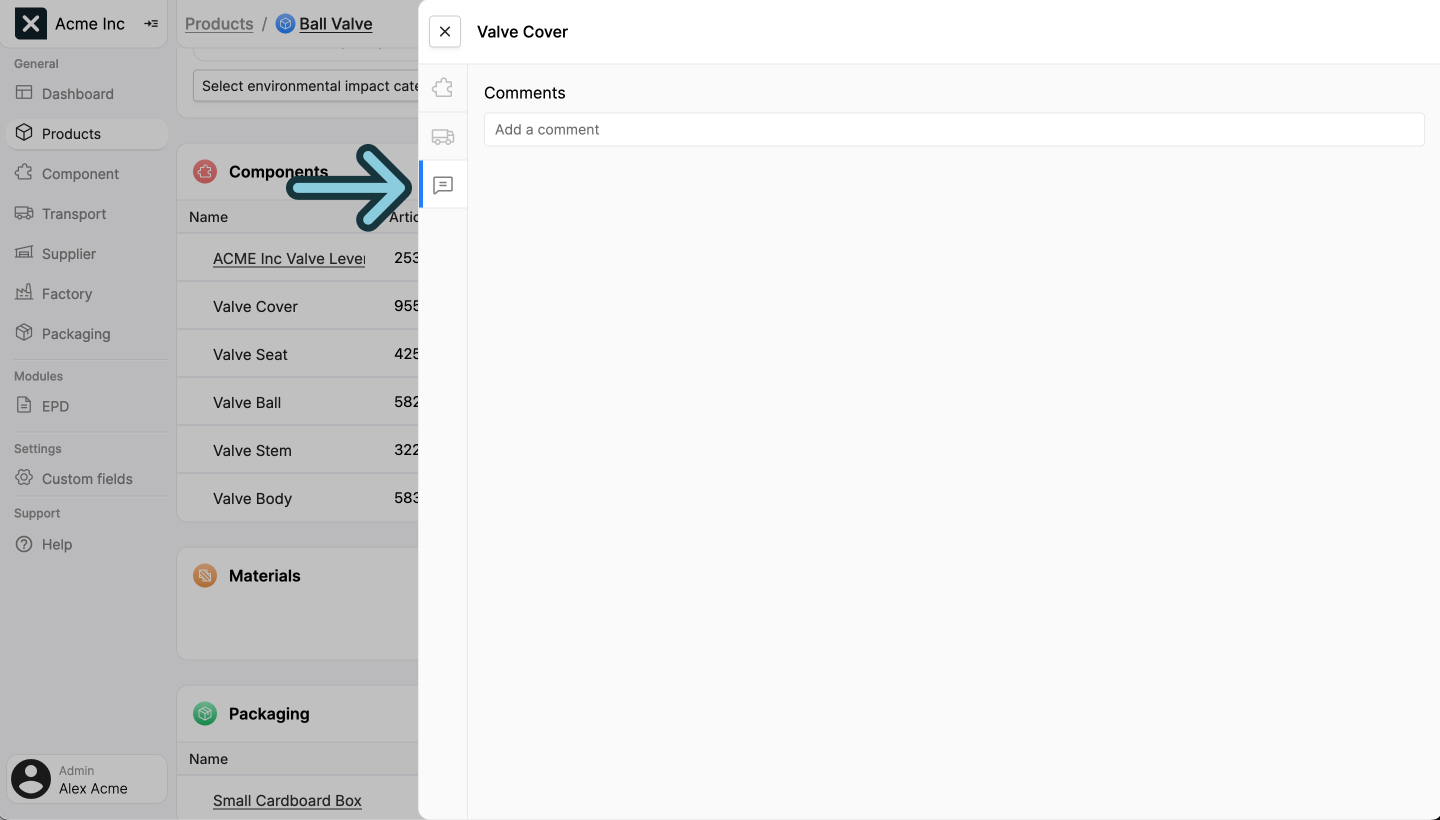 Acme Inc
General
Dashboard
Products
Component
Transport
Supplier
Factory
Packaging
Modules
EPD
Settings
Custom fields
Support
Help
Admin
Alex Acme
Products / Ball Valve
Select environmental impact cate
Components
Name Artic
ACME Inc Valve Lever 253
Valve Cover 955
Valve Seat 425
Valve Ball 582
Valve Stem 322
Valve Body 583
Materials
Packaging
Name
Small Cardboard Box
Valve Cover
Comments
Add a comment